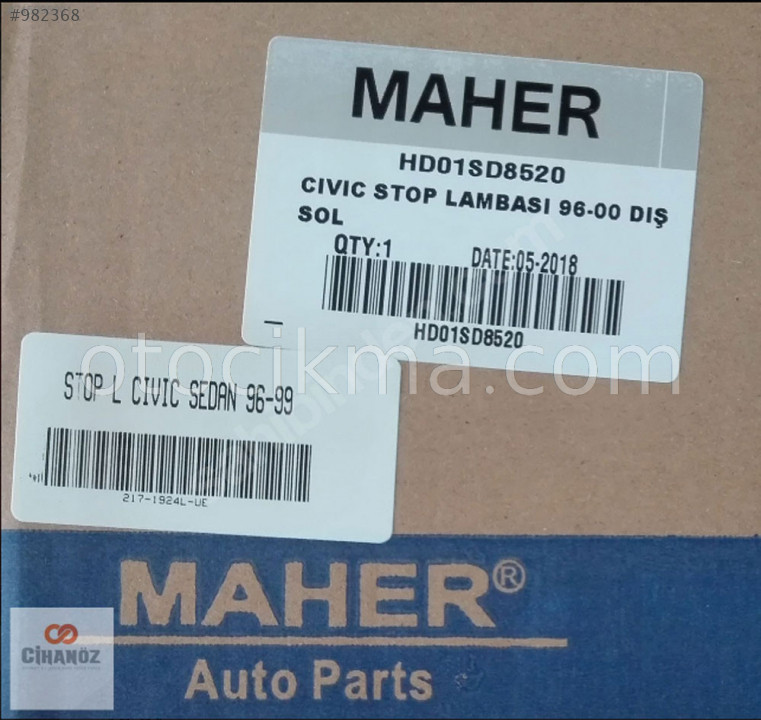 #982368
MAHER
HD01SD8520
CIVIC STOP LAMBASI 96-00 DIŞ
SOL
QTY:1 DATE:05-2018
HD01SD8520
otocikma.com
STOP L CIVIC SEDAN 96-99
217-1924L-UE
MAHER®
Auto Parts
CİHANÖZ